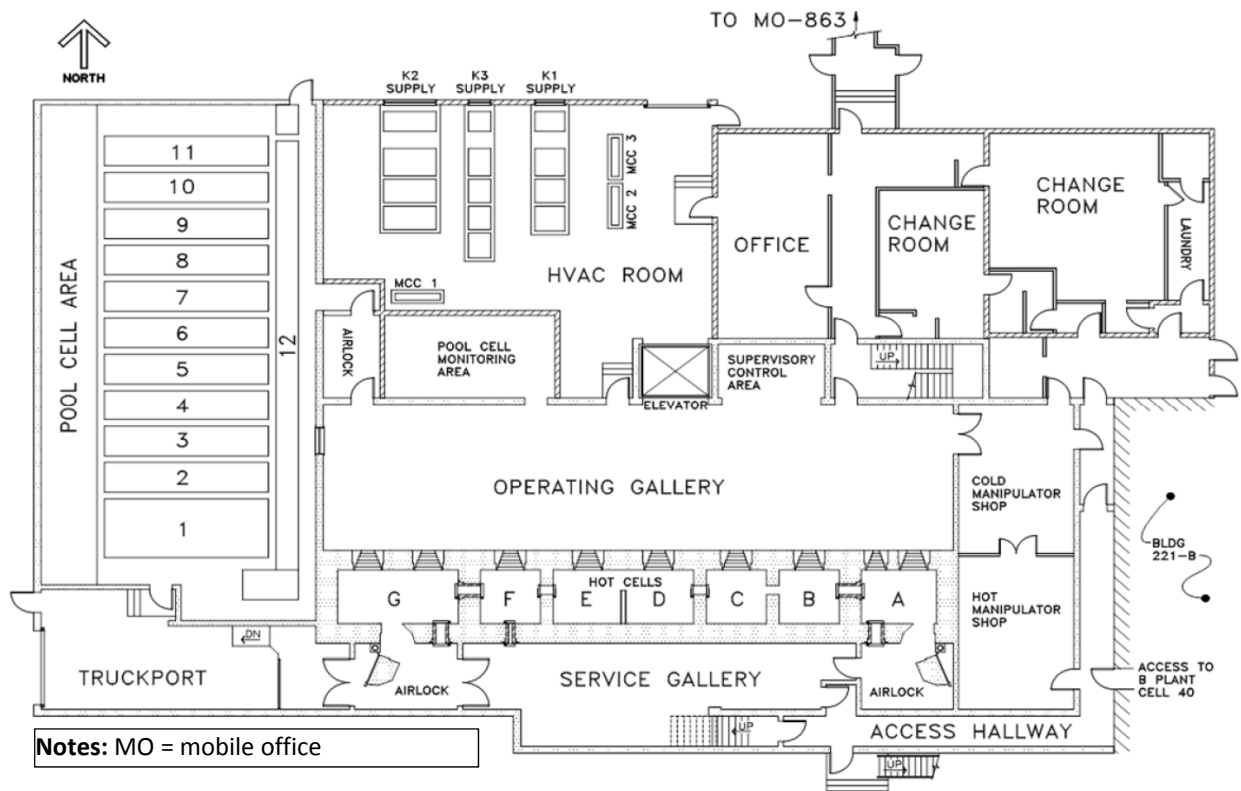 TO MO-863
NORTH
K2
SUPPLY
K3
SUPPLY
K1
SUPPLY
11
10
9
8
7
6
5
4
3
2
1
12
POOL CELL AREA
MCC 3
MCC 2
MCC 1
HVAC ROOM
OFFICE
CHANGE
ROOM
CHANGE
ROOM
LAUNDRY
AIRLOCK
POOL CELL
MONITORING
AREA
ELEVATOR
SUPERVISORY
CONTROL
AREA
UP
OPERATING GALLERY
COLD
MANIPULATOR
SHOP
BLDG
221-B
HOT CELLS
G
F
E
D
C
B
A
HOT
MANIPULATOR
SHOP
DN
TRUCKPORT
AIRLOCK
SERVICE GALLERY
AIRLOCK
ACCESS TO
B PLANT
CELL 40
UP
ACCESS HALLWAY
UP
Notes: MO = mobile office